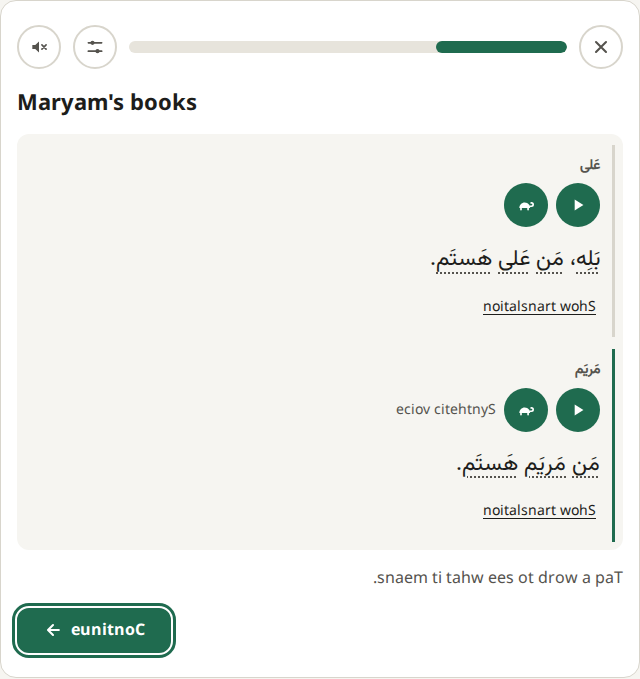 Maryam's books
عَلی
بَلِه، مَن عَلی هَستَم.
noitalsnart wohS
مَریَم
eciov citehtnyS
مَن مَریَم هَستَم.
noitalsnart wohS
.snaem ti tahw ees ot drow a paT
← eunitnoC